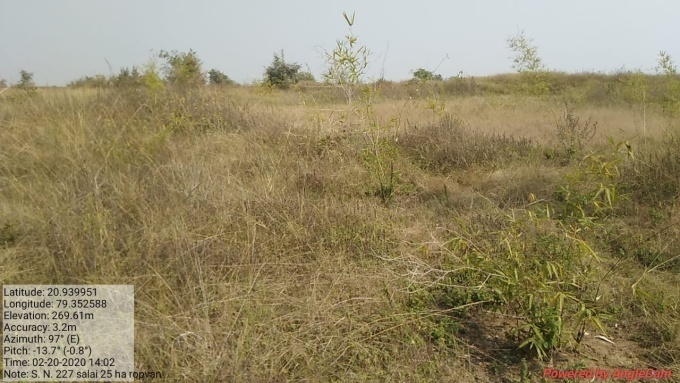 Latitude: 20.939951
Longitude: 79.352588
Elevation: 269.61m
Accuracy: 3.2m
Azimuth: 97° (E)
Pitch: -13.7° (-0.8°)
Time: 02-20-2020 14:02
Note: S. N. 227 salai 25 ha ropvan
Powered by AngleCam